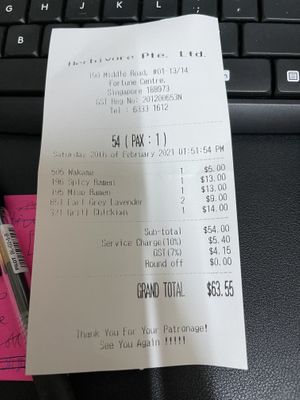 Herbivore Pte. Ltd.
190 Middle Road, #01-13/14
Fortune Centre,
Singapore 188979
GST Reg No: 201200653N
Tel : 6333 1612
54 ( PAX : 1 )
Saturday 20th of February 2021 01:51:54 PM
505 Wakame 1 $5.00
196 Spicy Ramen 1 $13.00
195 Miso Ramen 1 $13.00
Earl Grey Lavender 2 $9.00
321 Grill Chicken 1 $14.00
Sub-total $54.00
Service Charge(10%) $5.40
GST(7%) $4.15
Round off $0.00
GRAND TOTAL $63.55
Thank You For Your Patronage!
See You Again !!!!!